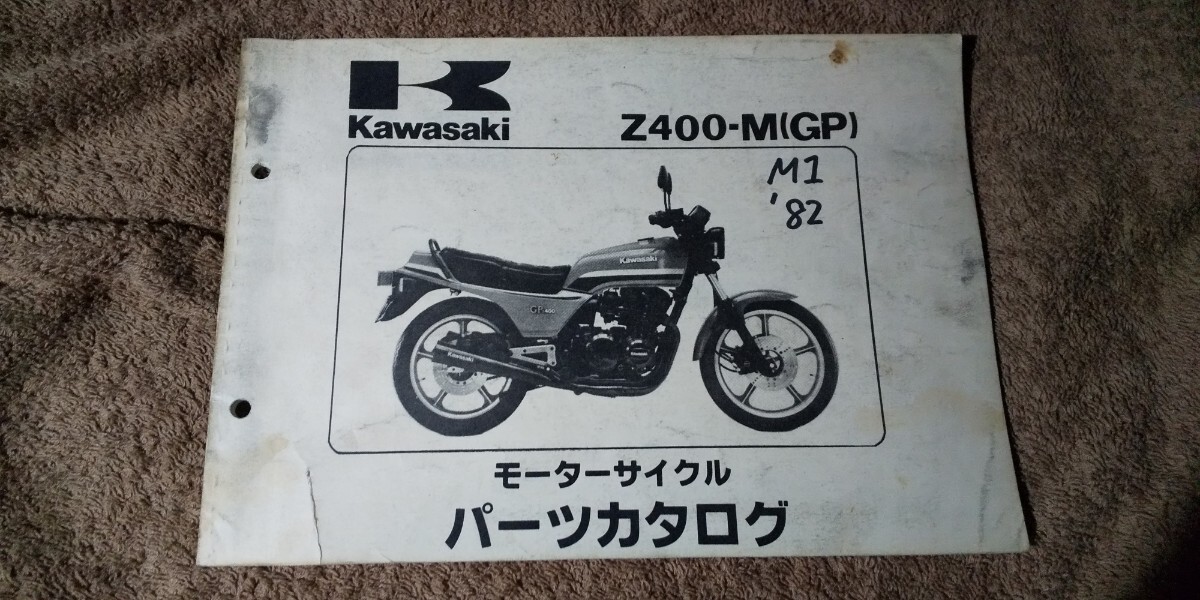 Kawasaki
Z400-M(GP)
M1
'82
Kawasaki
GP400
Kawasaki
モーターサイクル
パーツカタログ